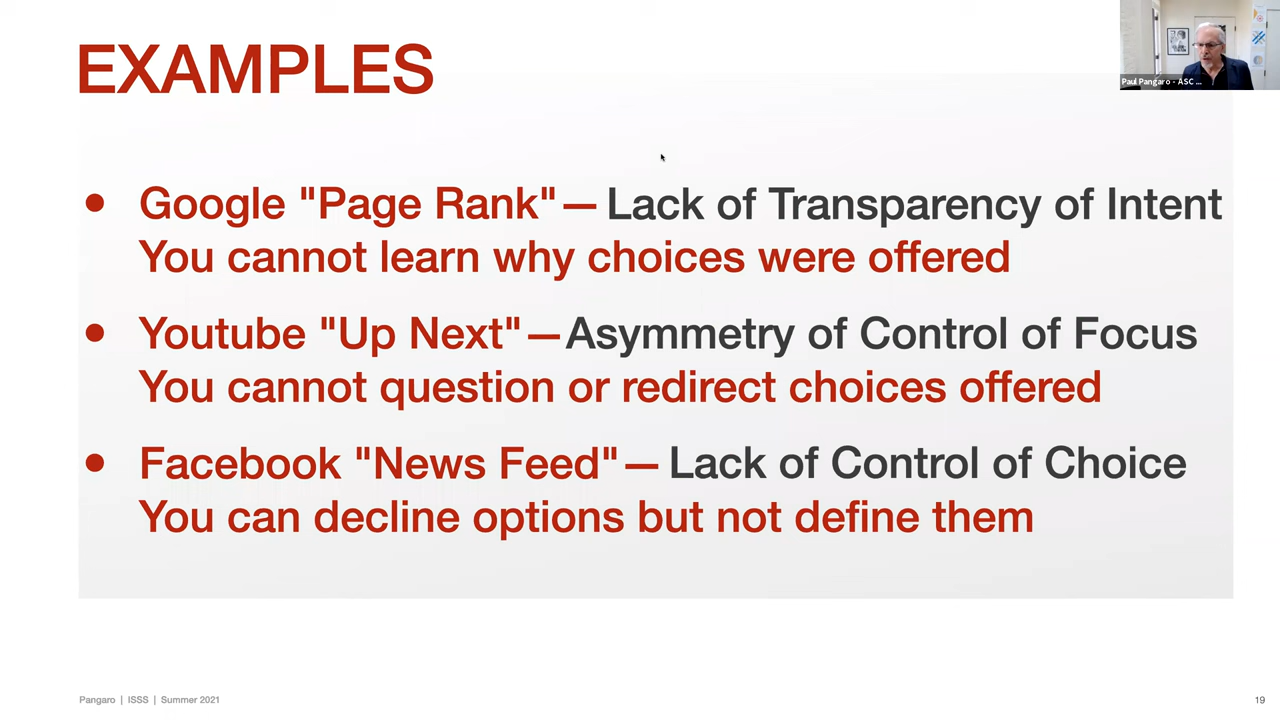 EXAMPLES
Paul Pangaro - ASC ...
• Google "Page Rank"— Lack of Transparency of Intent
You cannot learn why choices were offered
• Youtube "Up Next"—Asymmetry of Control of Focus
You cannot question or redirect choices offered
• Facebook "News Feed"— Lack of Control of Choice
You can decline options but not define them
Pangaro | ISSS | Summer 2021
19